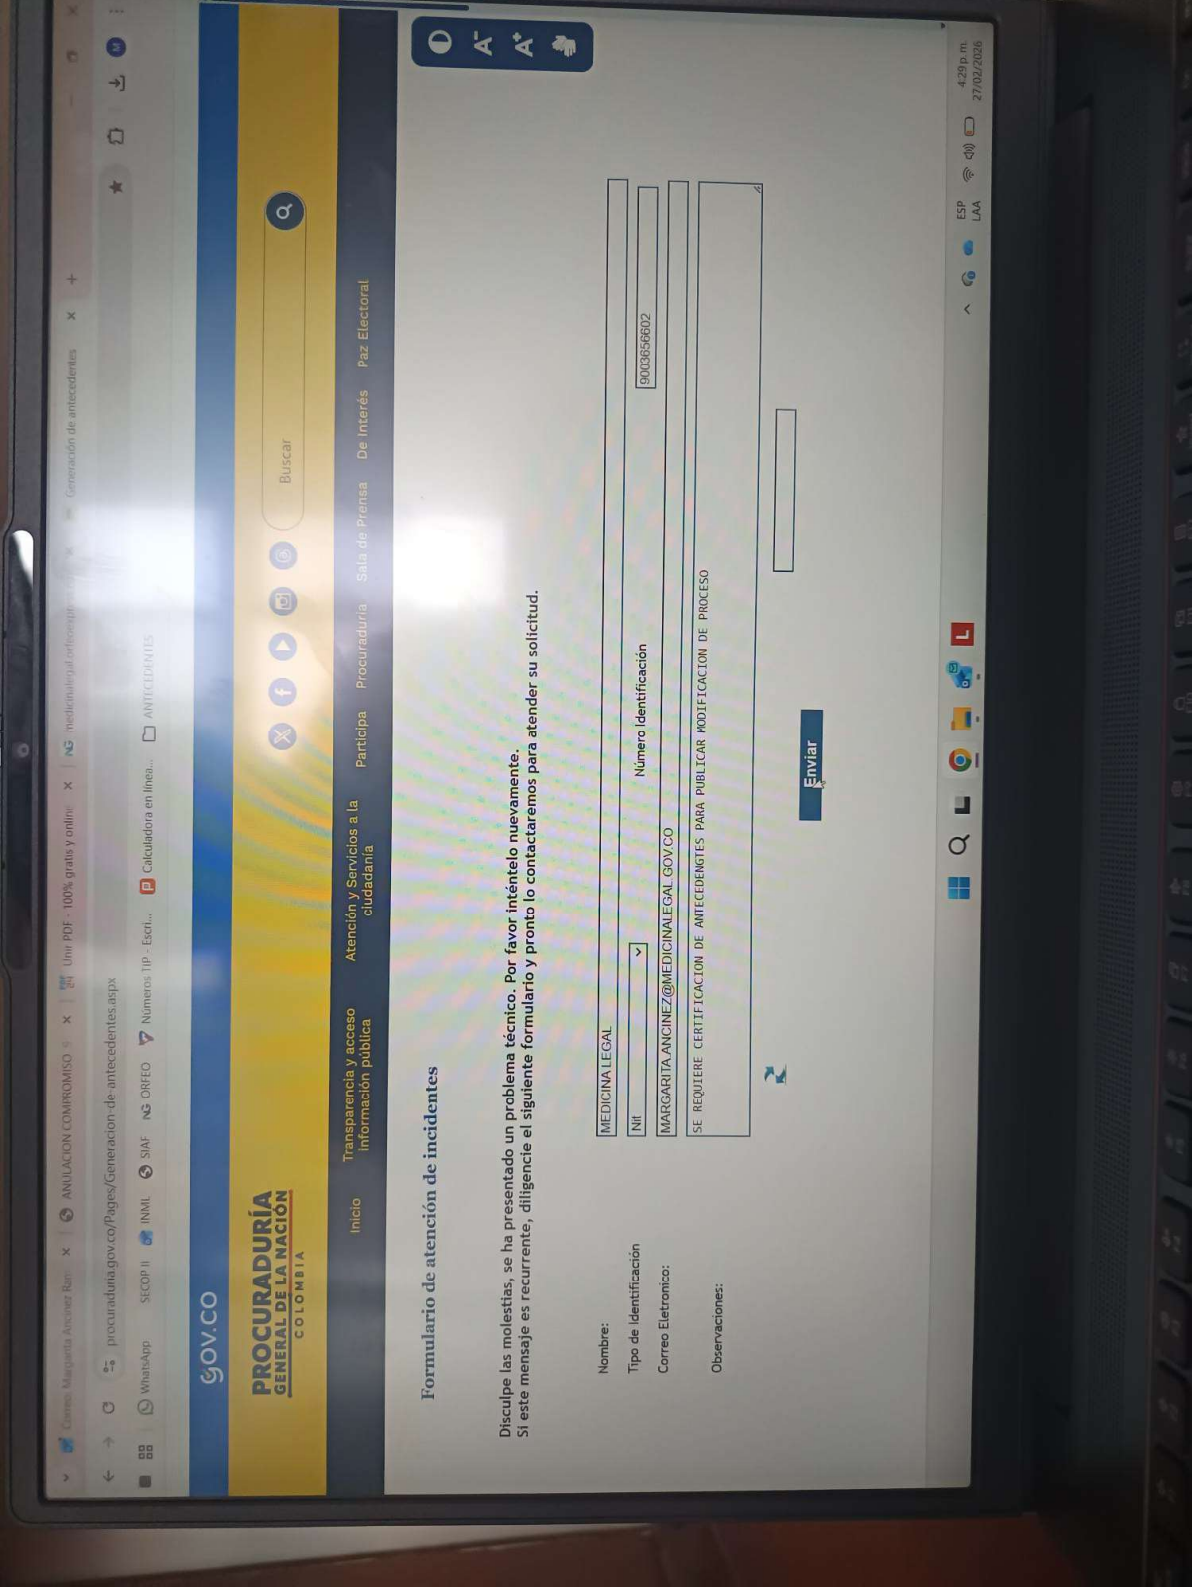 Correo: Margarita Ancinez Ram
ANULACION COMPROMISO
Unir PDF - 100% gratis y online
Generación de antecedentes
procuraduria.gov.co/Pages/Generacion-de-antecedentes.aspx
WhatsApp
SECOP II
INML
SIAF
NG ORFEO
Números TIP - Escri...
Calculadora en línea...
ANTECEDENTES
GOV.CO
PROCURADURÍA
GENERAL DE LA NACIÓN
COLOMBIA
Buscar
Inicio
Transparencia y acceso
información pública
Atención y Servicios a la
ciudadanía
Participa
Procuraduría
Sala de Prensa
De Interés
Paz Electoral
A-
A+
Formulario de atención de incidentes
Disculpe las molestias, se ha presentado un problema técnico. Por favor inténtelo nuevamente.
Si este mensaje es recurrente, diligencie el siguiente formulario y pronto lo contactaremos para atender su solicitud.
Nombre:
MEDICINA LEGAL
Tipo de Identificación
Nit
Número Identificación
9003656602
Correo Eletronico:
MARGARITA.ANCINEZ@MEDICINALEGAL.GOV.CO
Observaciones:
SE REQUIERE CERTIFICACION DE ANTECEDENGTES PARA PUBLICAR MODIFICACION DE PROCESO
Enviar
ESP
LAA
4:29 p.m.
27/02/2026